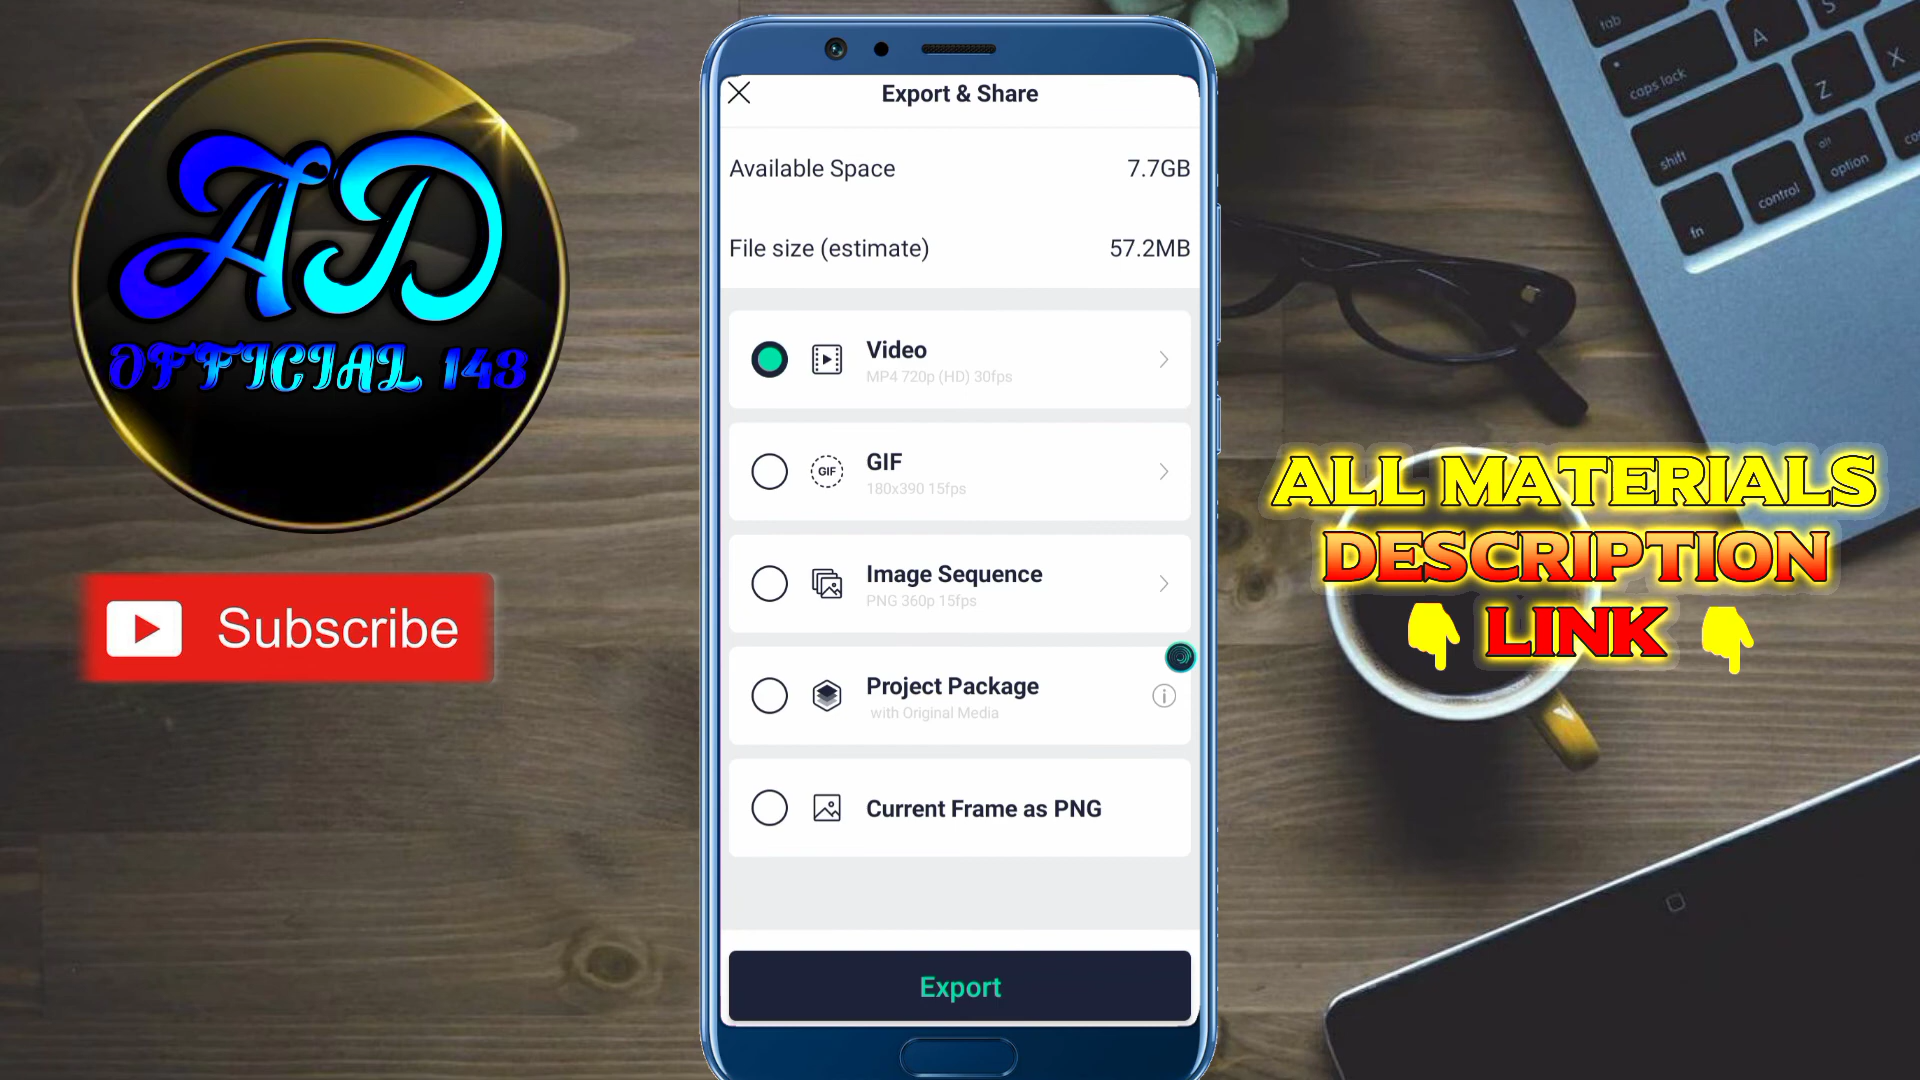 AD
OFFICIAL 143
Subscribe
Export & Share
Available Space 7.7GB
File size (estimate) 57.2MB
Video
MP4 720p (HD) 30fps
GIF
GIF
180x390 15fps
Image Sequence
PNG 360p 15fps
Project Package
with Original Media
Current Frame as PNG
Export
ALL MATERIALS
DESCRIPTION
👇 LINK 👇
tab
caps lock
A
S
shift
Z
X
fn
control
alt
option